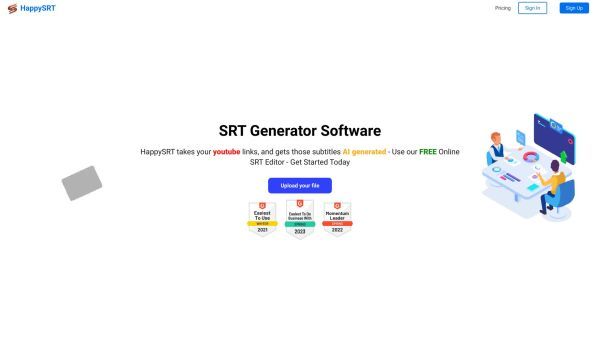 HappySRT
Pricing
Sign In
Sign Up
SRT Generator Software
HappySRT takes your youtube links, and gets those subtitles AI generated - Use our FREE Online
SRT Editor - Get Started Today
Upload your file
Easiest
To Use
2021
Easiest To Do
Business With
SPRING
2023
Momentum
Leader
2022